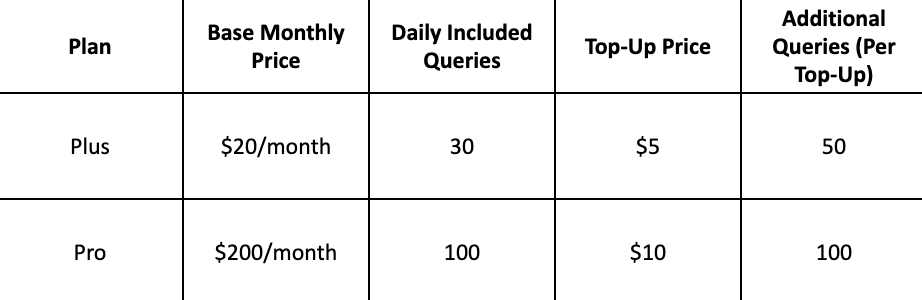 Plan
Base Monthly
Price
Daily Included
Queries
Top-Up Price
Additional
Queries (Per
Top-Up)
Plus
$20/month
30
$5
50
Pro
$200/month
100
$10
100